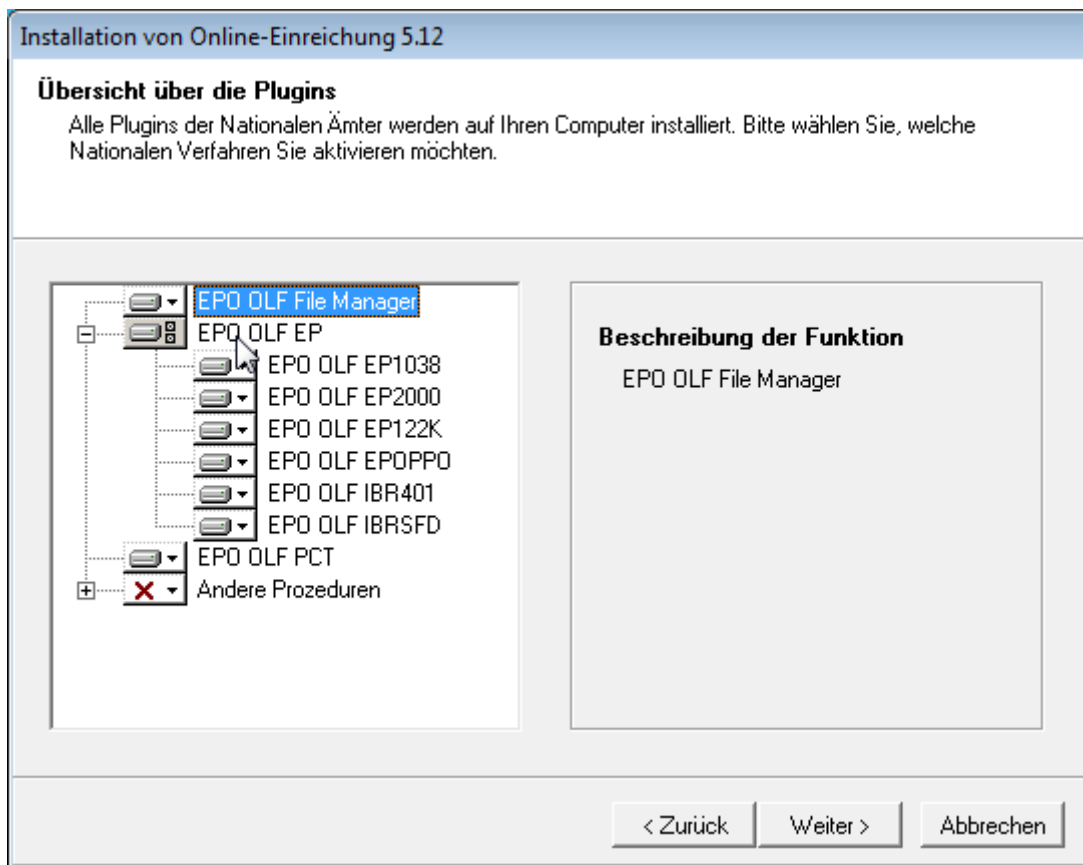 Installation von Online-Einreichung 5.12
Übersicht über die Plugins
Alle Plugins der Nationalen Ämter werden auf Ihren Computer installiert. Bitte wählen Sie, welche
Nationalen Verfahren Sie aktivieren möchten.
EPO OLF File Manager
EPO OLF EP
EPO OLF EP1038
EPO OLF EP2000
EPO OLF EP122K
EPO OLF EPOPPO
EPO OLF IBR401
EPO OLF IBRSFD
EPO OLF PCT
Andere Prozeduren
Beschreibung der Funktion
EPO OLF File Manager
< Zurück
Weiter >
Abbrechen